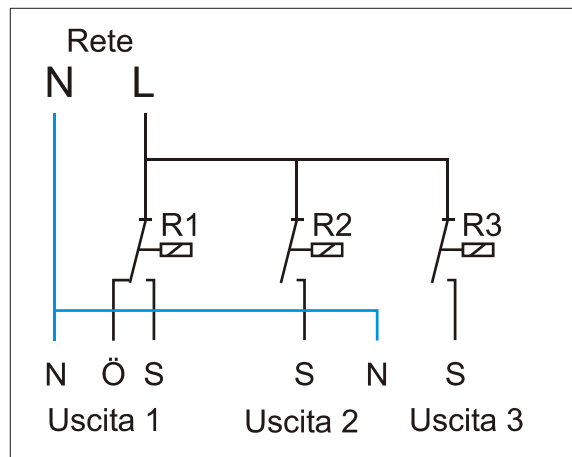 Rete
N L
R1 R2 R3
N Ö S S N S
Uscita 1 Uscita 2 Uscita 3